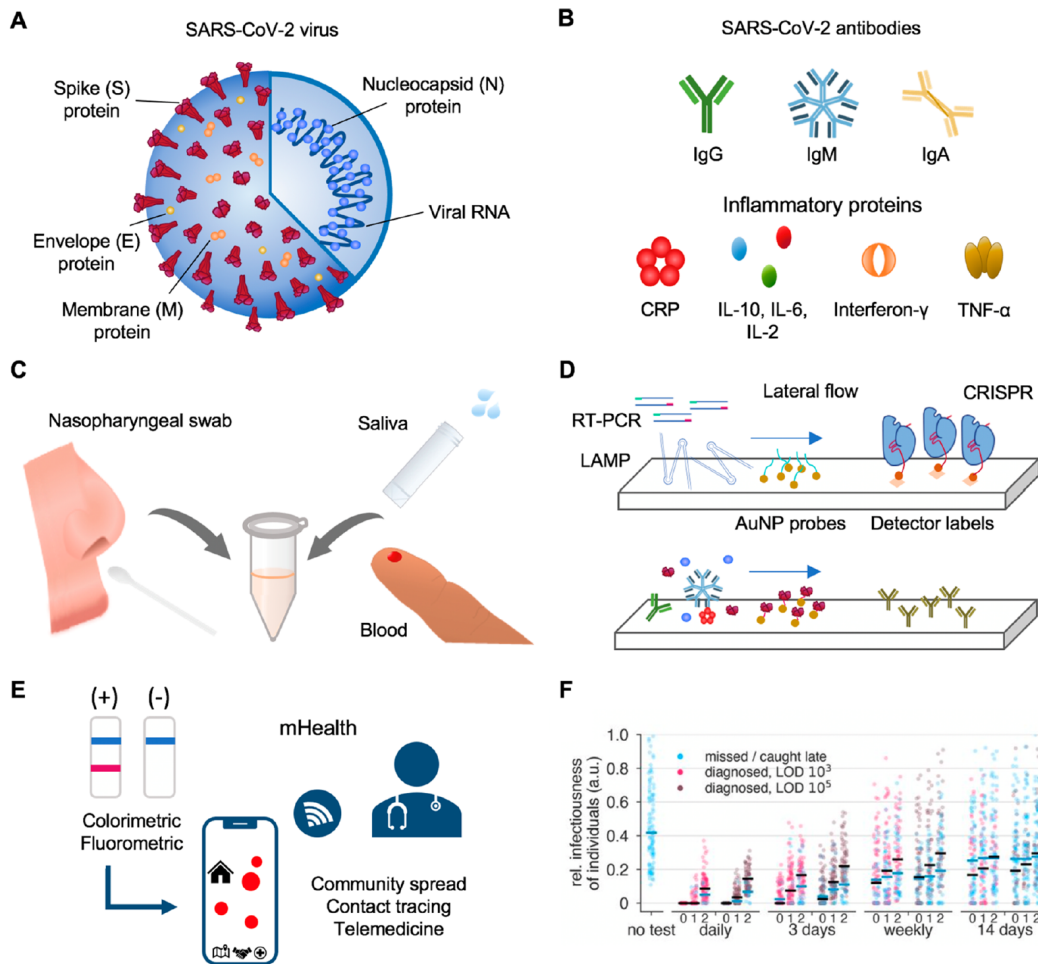 A
SARS-CoV-2 virus
Spike (S)
protein
Nucleocapsid (N)
protein
Viral RNA
Envelope (E)
protein
Membrane (M)
protein
B
SARS-CoV-2 antibodies
IgG
IgM
IgA
Inflammatory proteins
CRP
IL-10, IL-6,
IL-2
Interferon-γ
TNF-α
C
Nasopharyngeal swab
Saliva
Blood
D
Lateral flow
CRISPR
RT-PCR
LAMP
AuNP probes
Detector labels
E
(+)
(-)
mHealth
Colorimetric
Fluorometric
Community spread
Contact tracing
Telemedicine
F
rel. infectiousness
of individuals (a.u.)
1.0
0.8
0.6
0.4
0.2
0
missed / caught late
diagnosed, LOD 10³
diagnosed, LOD 10⁵
0 1 2 0 1 2 0 1 2 0 1 2 0 1 2 0 1 2 0 1 2 0 1 2
no test daily 3 days weekly 14 days